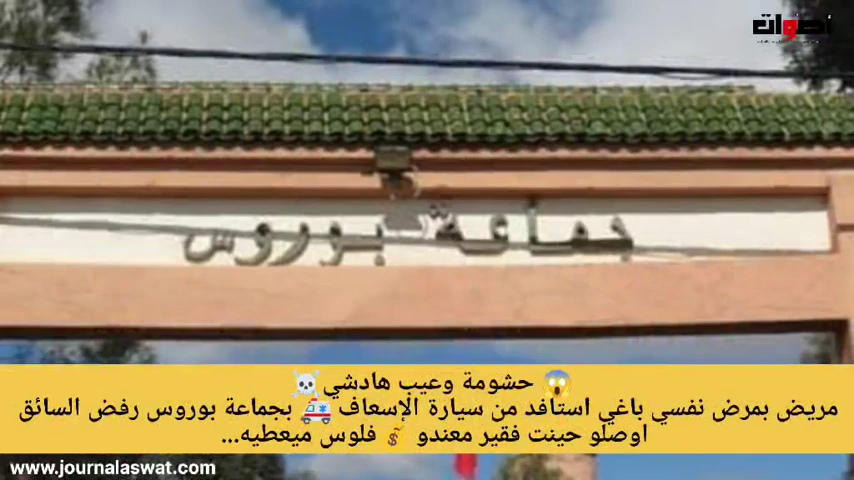 أصوات
جماعة بوروس
😱 حشومة وعيب هادشي☠️
مريض بمرض نفسي باغي استافد من سيارة الإسعاف🚑 بجماعة بوروس رفض السائق
اوصلو حينت فقير معندو 💰 فلوس ميعطيه...
www.journalaswat.com